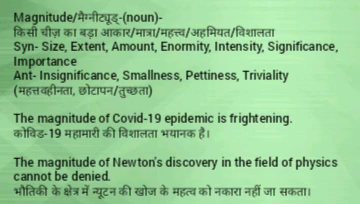 Magnitude/मैग्नीट्यूड्-(noun)-
किसी चीज़ का बड़ा आकार/मात्रा/महत्त्व/अहमियत/विशालता
Syn- Size, Extent, Amount, Enormity, Intensity, Significance,
Importance
Ant- Insignificance, Smallness, Pettiness, Triviality
(महत्तवहीनता, छोटापन/तुच्छता)
The magnitude of Covid-19 epidemic is frightening.
कोविड-19 महामारी की विशालता भयानक है।
The magnitude of Newton's discovery in the field of physics
cannot be denied.
भौतिकी के क्षेत्र में न्यूटन की खोज के महत्व को नकारा नहीं जा सकता।